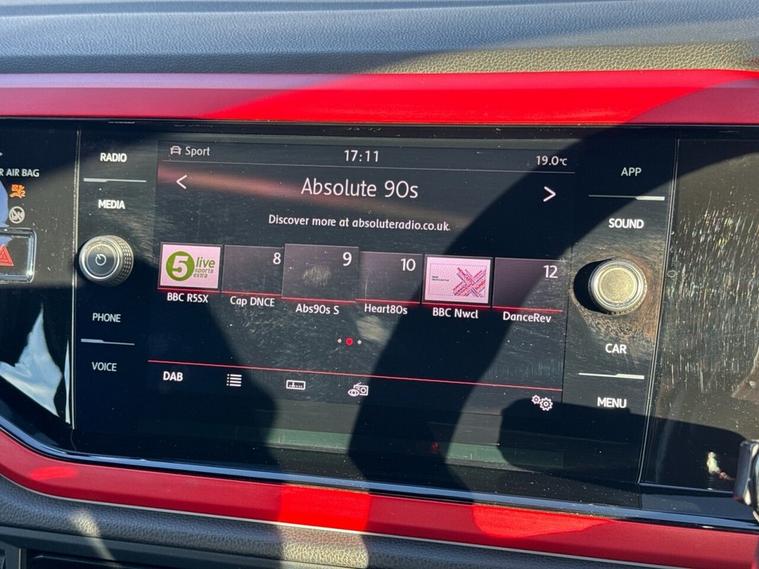 RADIO
MEDIA
PHONE
VOICE
R AIR BAG
Sport
17:11
19.0°C
<
Absolute 90s
>
Discover more at absoluteradio.co.uk.
5 live
sports
extra
8
9
10
12
BBC R5SX
Cap DNCE
Abs90s S
Heart80s
BBC Nwcl
DanceRev
DAB
APP
SOUND
CAR
MENU